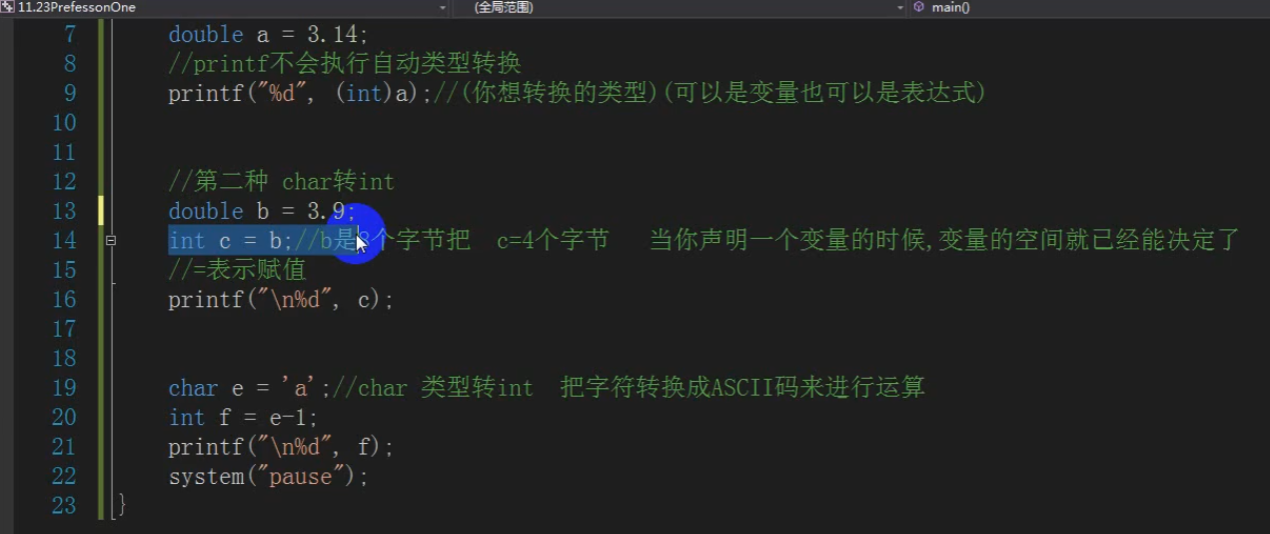 11.23PrefessonOne (全局范围) main()
7 double a = 3.14;
8 //printf不会执行自动类型转换
9 printf("%d", (int)a);//(你想转换的类型)(可以是变量也可以是表达式)
10
11
12 //第二种 char转int
13 double b = 3.9;
14 int c = b;//b是8个字节把 c=4个字节 当你声明一个变量的时候,变量的空间就已经能决定了
15 //=表示赋值
16 printf("\n%d", c);
17
18
19 char e = 'a';//char 类型转int 把字符转换成ASCII码来进行运算
20 int f = e-1;
21 printf("\n%d", f);
22 system("pause");
23 }